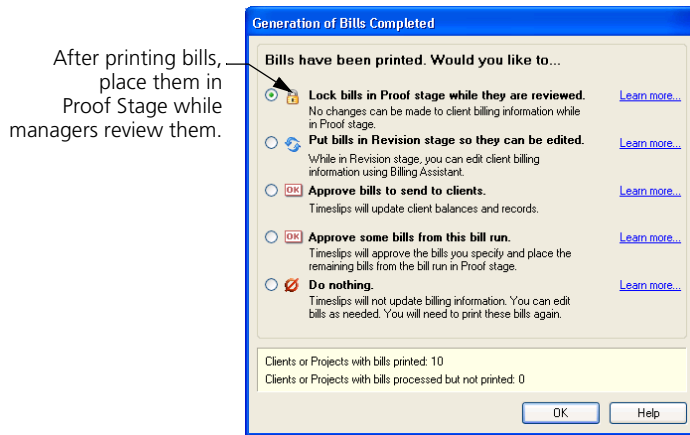 Generation of Bills Completed
Bills have been printed. Would you like to...
After printing bills,
place them in
Proof Stage while
managers review them.
Lock bills in Proof stage while they are reviewed.
Learn more...
No changes can be made to client billing information while
in Proof stage.
Put bills in Revision stage so they can be edited.
Learn more...
While in Revision stage, you can edit client billing
information using Billing Assistant.
OK Approve bills to send to clients.
Learn more...
Timeslips will update client balances and records.
OK Approve some bills from this bill run.
Learn more...
Timeslips will approve the bills you specify and place the
remaining bills from the bill run in Proof stage.
Do nothing.
Learn more...
Timeslips will not update billing information. You can edit
bills as needed. You will need to print these bills again.
Clients or Projects with bills printed: 10
Clients or Projects with bills processed but not printed: 0
OK
Help